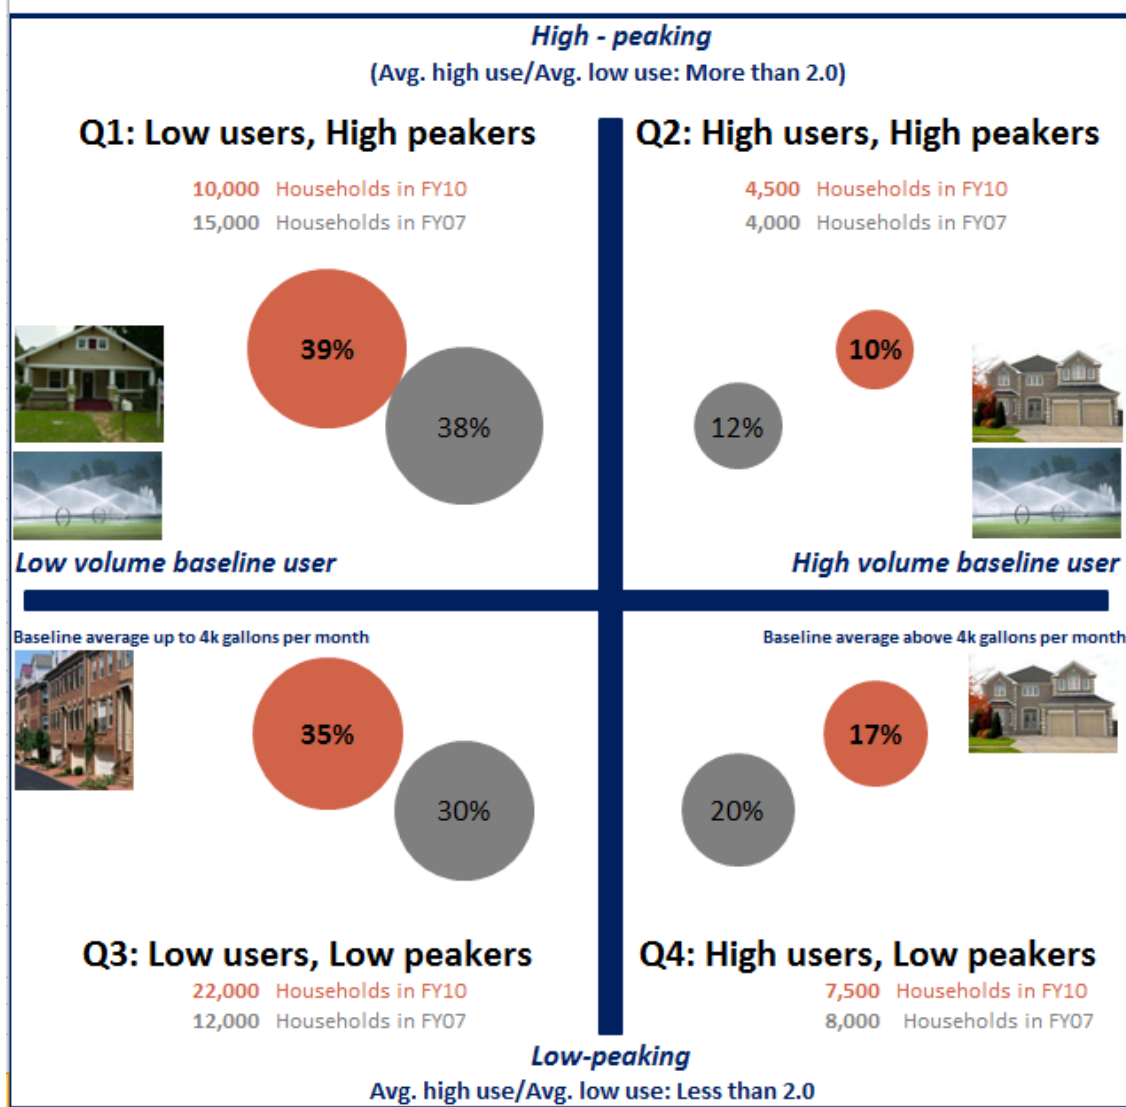 High - peaking
(Avg. high use/Avg. low use: More than 2.0)
Q1: Low users, High peakers
10,000 Households in FY10
15,000 Households in FY07
39%
38%
Q2: High users, High peakers
4,500 Households in FY10
4,000 Households in FY07
10%
12%
Low volume baseline user
High volume baseline user
Baseline average up to 4k gallons per month
Baseline average above 4k gallons per month
35%
30%
Q3: Low users, Low peakers
22,000 Households in FY10
12,000 Households in FY07
17%
20%
Q4: High users, Low peakers
7,500 Households in FY10
8,000 Households in FY07
Low-peaking
Avg. high use/Avg. low use: Less than 2.0